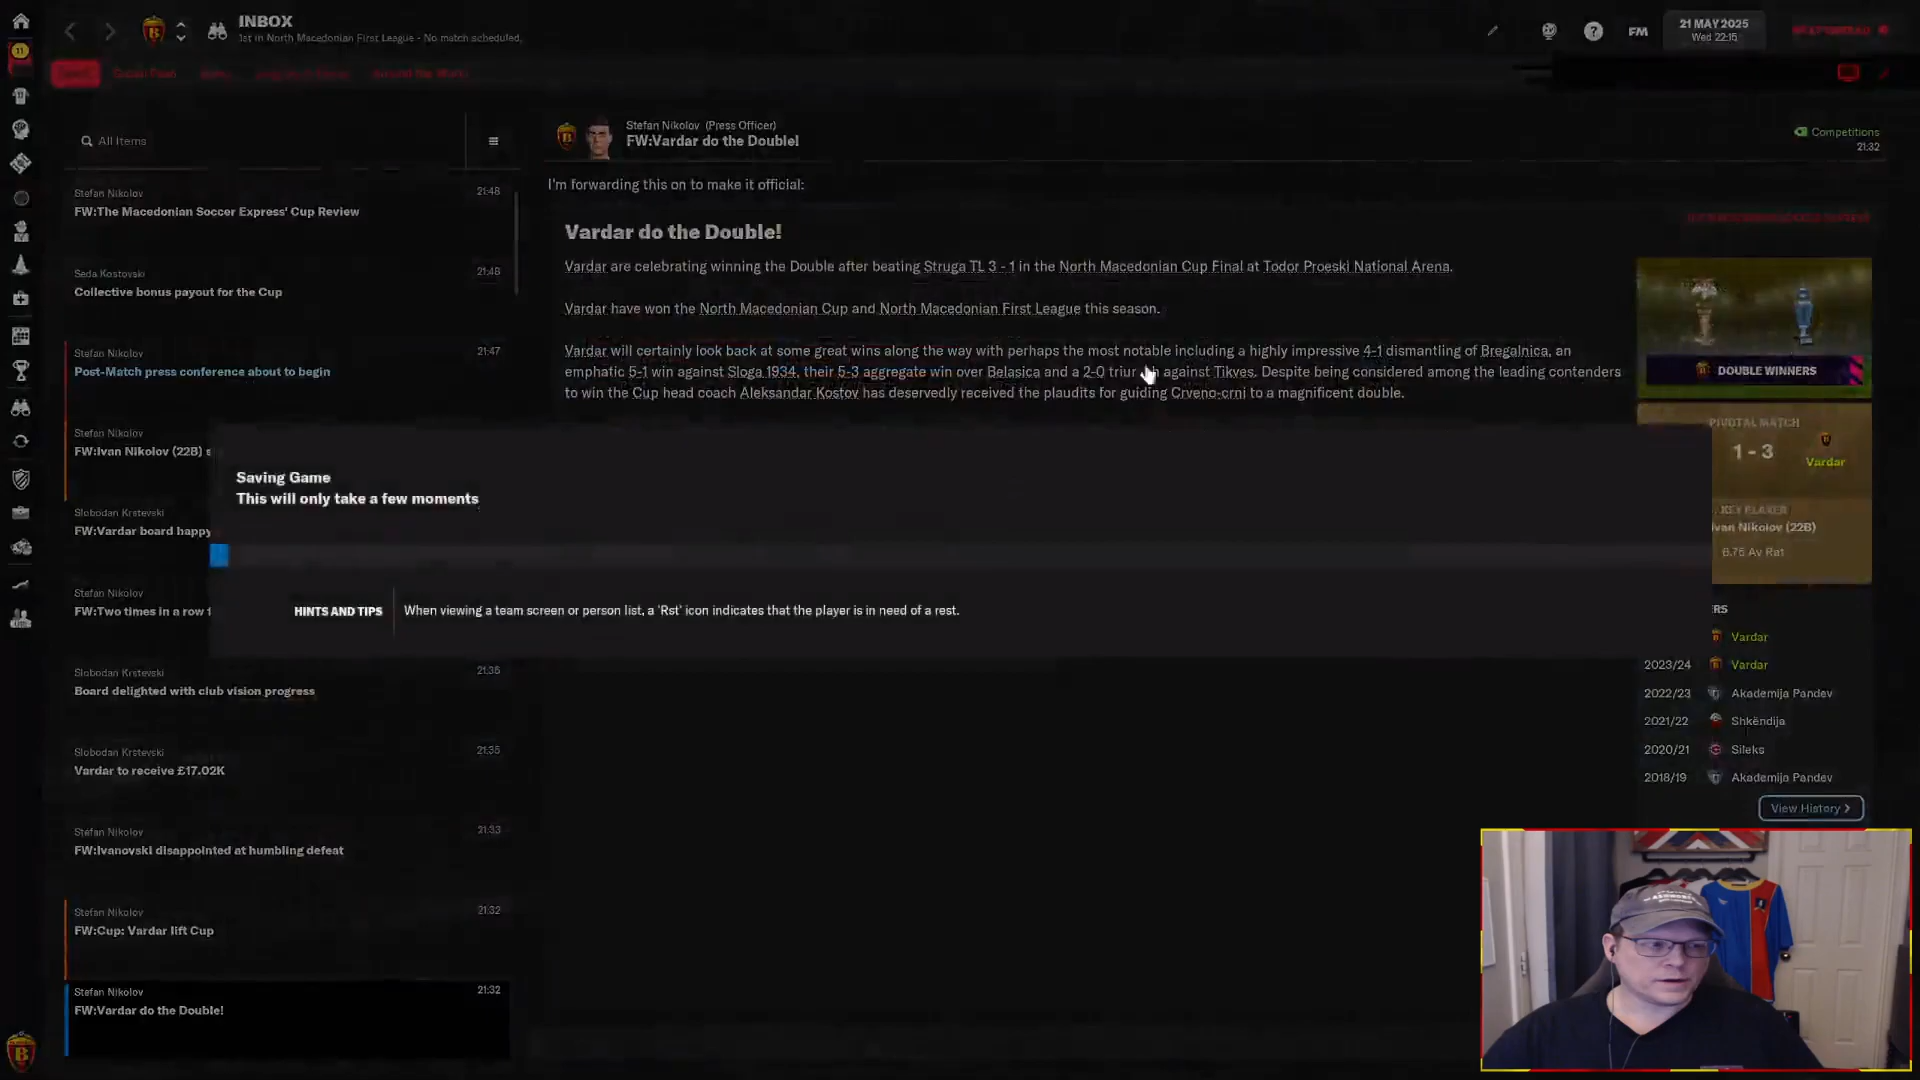 INBOX
1st in North Macedonian First League - No match scheduled.
FM
21 MAY 2025
Wed 22:15
11
All Items
Stefan Nikolov
21:48
FW:The Macedonian Soccer Express' Cup Review
Seda Kostovski
21:48
Collective bonus payout for the Cup
Stefan Nikolov
21:47
Post-Match press conference about to begin
Stefan Nikolov
FW:Ivan Nikolov (22B) s
Slobodan Krstevski
FW:Vardar board happy
Stefan Nikolov
FW:Two times in a row f
Slobodan Krstevski
21:35
Board delighted with club vision progress
Slobodan Krstevski
21:35
Vardar to receive £17.02K
Stefan Nikolov
21:33
FW:Ivanovski disappointed at humbling defeat
Stefan Nikolov
21:32
FW:Cup: Vardar lift Cup
Stefan Nikolov
21:32
FW:Vardar do the Double!
Stefan Nikolov (Press Officer)
FW:Vardar do the Double!
Competitions
21:32
I'm forwarding this on to make it official:
Vardar do the Double!
Vardar are celebrating winning the Double after beating Struga TL 3 - 1 in the North Macedonian Cup Final at Todor Proeski National Arena.
Vardar have won the North Macedonian Cup and North Macedonian First League this season.
Vardar will certainly look back at some great wins along the way with perhaps the most notable including a highly impressive 4-1 dismantling of Bregalnica, an
emphatic 5-1 win against Sloga 1934, their 5-3 aggregate win over Belasica and a 2-0 triur h against Tikves. Despite being considered among the leading contenders
to win the Cup head coach Aleksandar Kostov has deservedly received the plaudits for guiding Crveno-crni to a magnificent double.
DOUBLE WINNERS
PIVOTAL MATCH
1 - 3
Vardar
KEY PLAYER
Ivan Nikolov (22B)
6.75 Av Rat
ERS
Vardar
2023/24 Vardar
2022/23 Akademija Pandev
2021/22 Shkëndija
2020/21 Sileks
2018/19 Akademija Pandev
View History
Saving Game
This will only take a few moments
HINTS AND TIPS
When viewing a team screen or person list, a 'Rst' icon indicates that the player is in need of a rest.